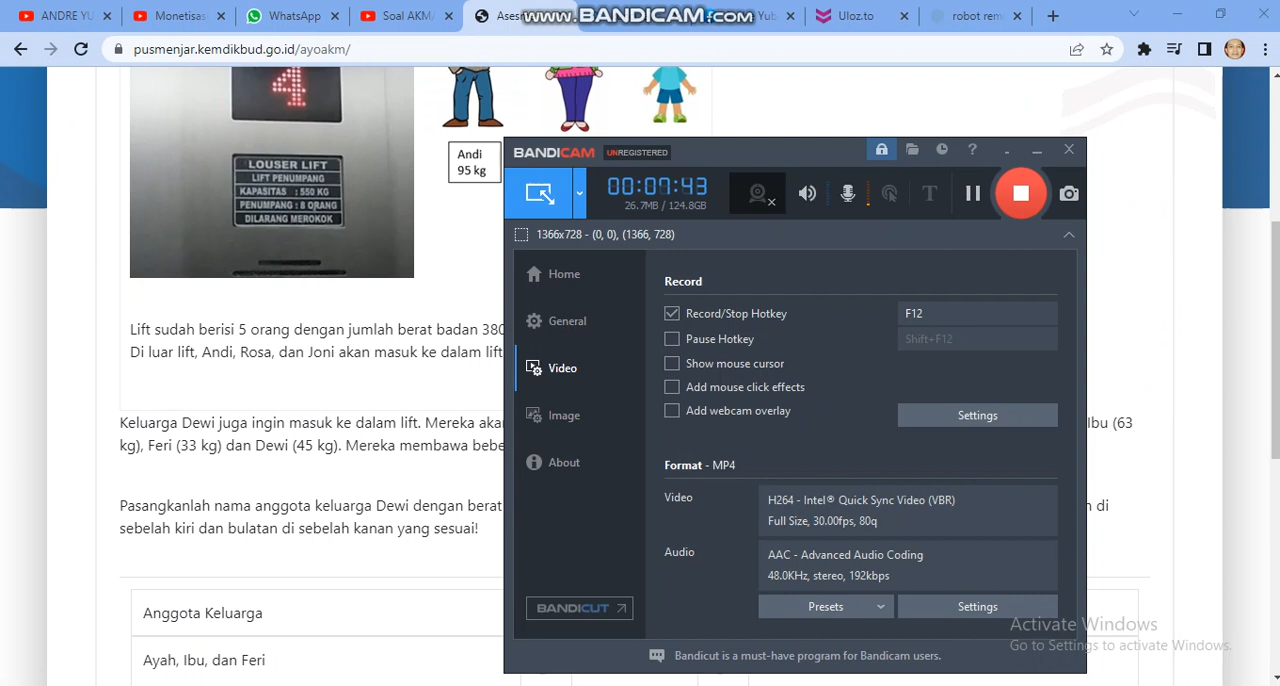 ANDRE YU
Monetisas
WhatsApp
Soal AKM
Ases
www.BANDICAM.com
Yub
Uloz.to
robot rem
pusmenjar.kemdikbud.go.id/ayoakm/
4
LOUSER LIFT
LIFT PENUMPANG
KAPASITAS : 550 KG
PENUMPANG : 8 ORANG
DILARANG MEROKOK
Andi
95 kg
BANDICAM UNREGISTERED
00:07:43
26.7MB / 124.8GB
1366x728 - (0, 0), (1366, 728)
Home
General
Video
Image
About
BANDICUT
Record
Record/Stop Hotkey F12
Pause Hotkey Shift+F12
Show mouse cursor
Add mouse click effects
Add webcam overlay
Settings
Format - MP4
Video
H264 - Intel® Quick Sync Video (VBR)
Full Size, 30.00fps, 80q
Audio
AAC - Advanced Audio Coding
48.0KHz, stereo, 192kbps
Presets Settings
Bandicut is a must-have program for Bandicam users.
Lift sudah berisi 5 orang dengan jumlah berat badan 380
Di luar lift, Andi, Rosa, dan Joni akan masuk ke dalam lift
Keluarga Dewi juga ingin masuk ke dalam lift. Mereka akan Ibu (63
kg), Feri (33 kg) dan Dewi (45 kg). Mereka membawa bebe
Pasangkanlah nama anggota keluarga Dewi dengan berat di
sebelah kiri dan bulatan di sebelah kanan yang sesuai!
Anggota Keluarga
Ayah, Ibu, dan Feri
Activate Windows
Go to Settings to activate Windows.